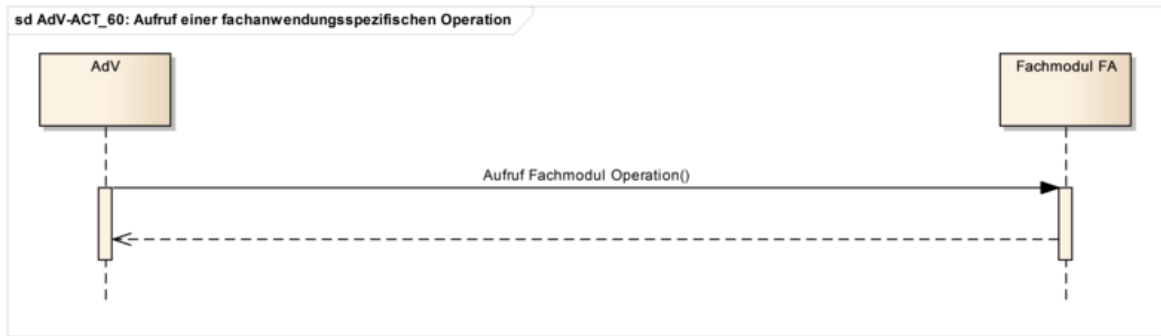 sd AdV-ACT_60: Aufruf einer fachanwendungsspezifischen Operation
AdV
Fachmodul FA
Aufruf Fachmodul Operation()